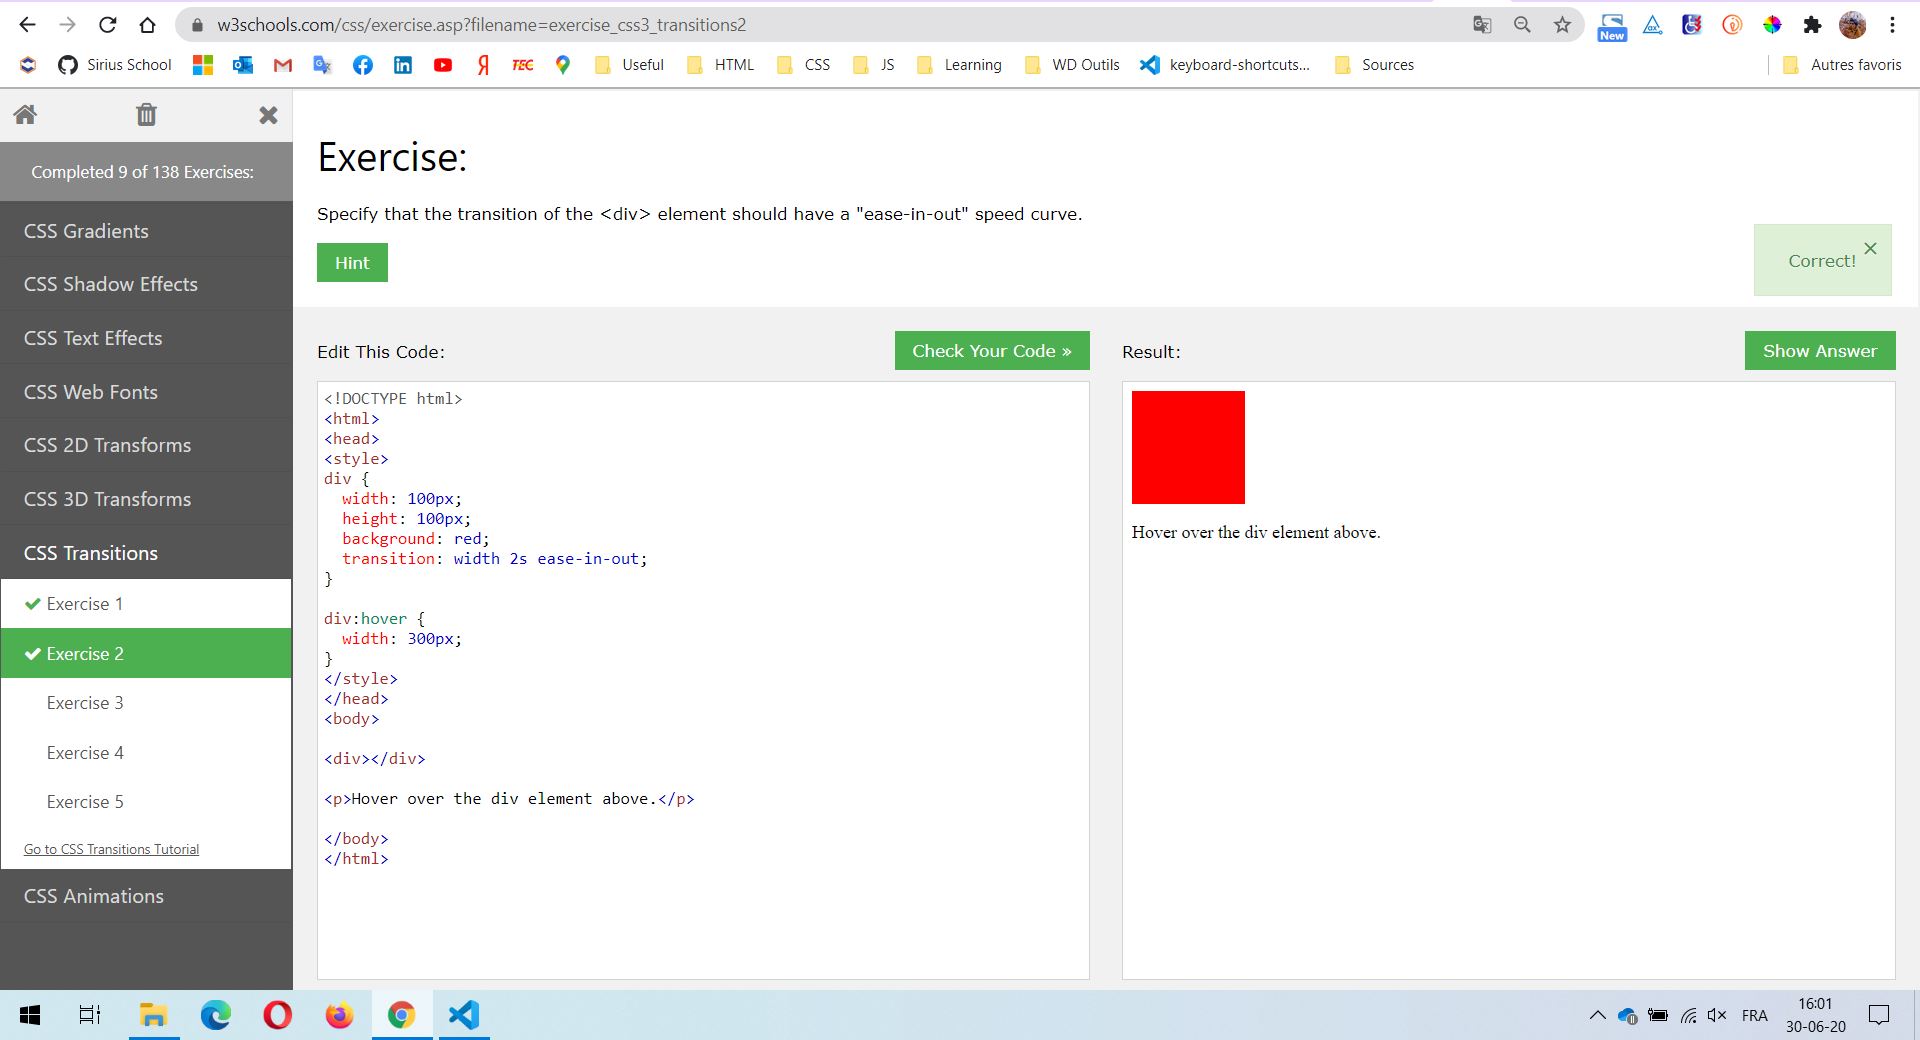 w3schools.com/css/exercise.asp?filename=exercise_css3_transitions2
New
Sirius School
TEC
Useful
HTML
CSS
JS
Learning
WD Outils
keyboard-shortcuts...
Sources
Autres favoris
Completed 9 of 138 Exercises:
CSS Gradients
CSS Shadow Effects
CSS Text Effects
CSS Web Fonts
CSS 2D Transforms
CSS 3D Transforms
CSS Transitions
Exercise 1
Exercise 2
Exercise 3
Exercise 4
Exercise 5
Go to CSS Transitions Tutorial
CSS Animations
Exercise:
Specify that the transition of the <div> element should have a "ease-in-out" speed curve.
Hint
Correct!
Edit This Code:
Check Your Code »
<!DOCTYPE html>
<html>
<head>
<style>
div {
  width: 100px;
  height: 100px;
  background: red;
  transition: width 2s ease-in-out;
}
div:hover {
  width: 300px;
}
</style>
</head>
<body>
<div></div>
<p>Hover over the div element above.</p>
</body>
</html>
Result:
Show Answer
Hover over the div element above.
FRA
16:01
30-06-20